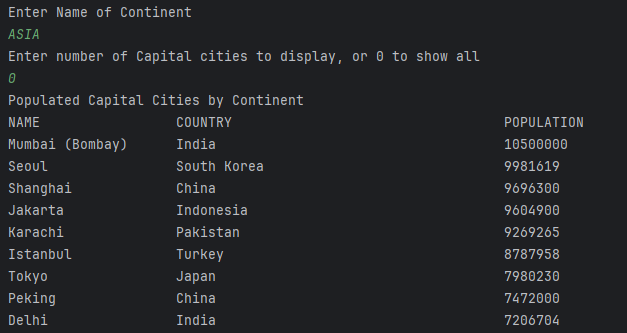 Enter Name of Continent
ASIA
Enter number of Capital cities to display, or 0 to show all
0
Populated Capital Cities by Continent
NAME COUNTRY POPULATION
Mumbai (Bombay) India 10500000
Seoul South Korea 9981619
Shanghai China 9696300
Jakarta Indonesia 9604900
Karachi Pakistan 9269265
Istanbul Turkey 8787958
Tokyo Japan 7980230
Peking China 7472000
Delhi India 7206704